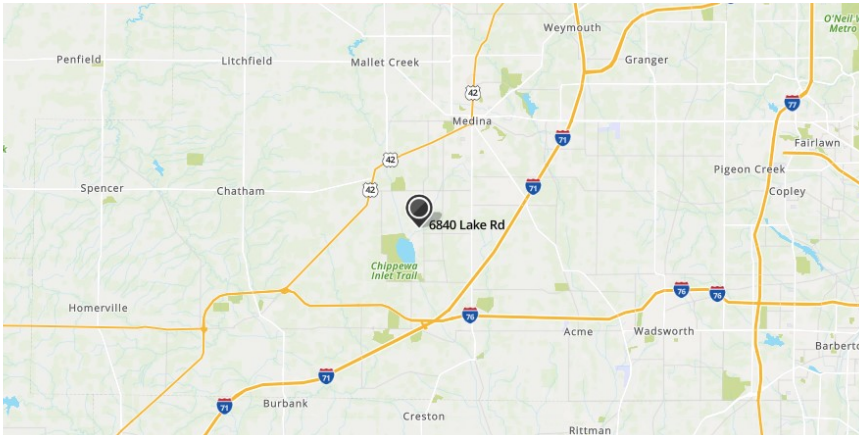 Weymouth
O'Neil
Metro
Penfield
Litchfield
Mallet Creek
Granger
42
77
Medina
71
Fairlawn
42
Pigeon Creek
Spencer
Chatham
42
71
Copley
6840 Lake Rd
Chippewa
Inlet Trail
76
76
Homerville
76
Acme
Wadsworth
Barberto
71
71
Burbank
Creston
Rittman